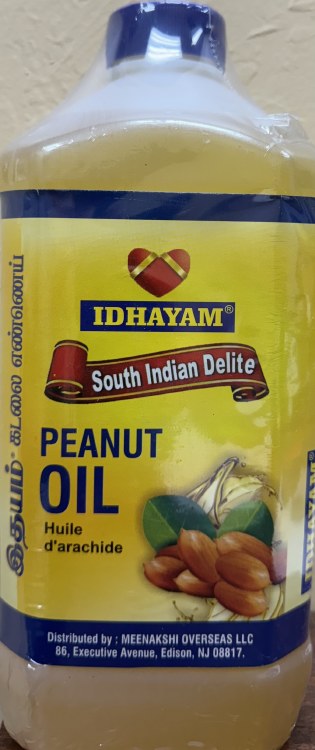 IDHAYAM®
South Indian Delite
PEANUT
OIL
Huile
d'arachide
இதயம்® கடலை எண்ணெய்
IDHAYAM®
Distributed by : MEENAKSHI OVERSEAS LLC
86, Executive Avenue, Edison, NJ 08817.